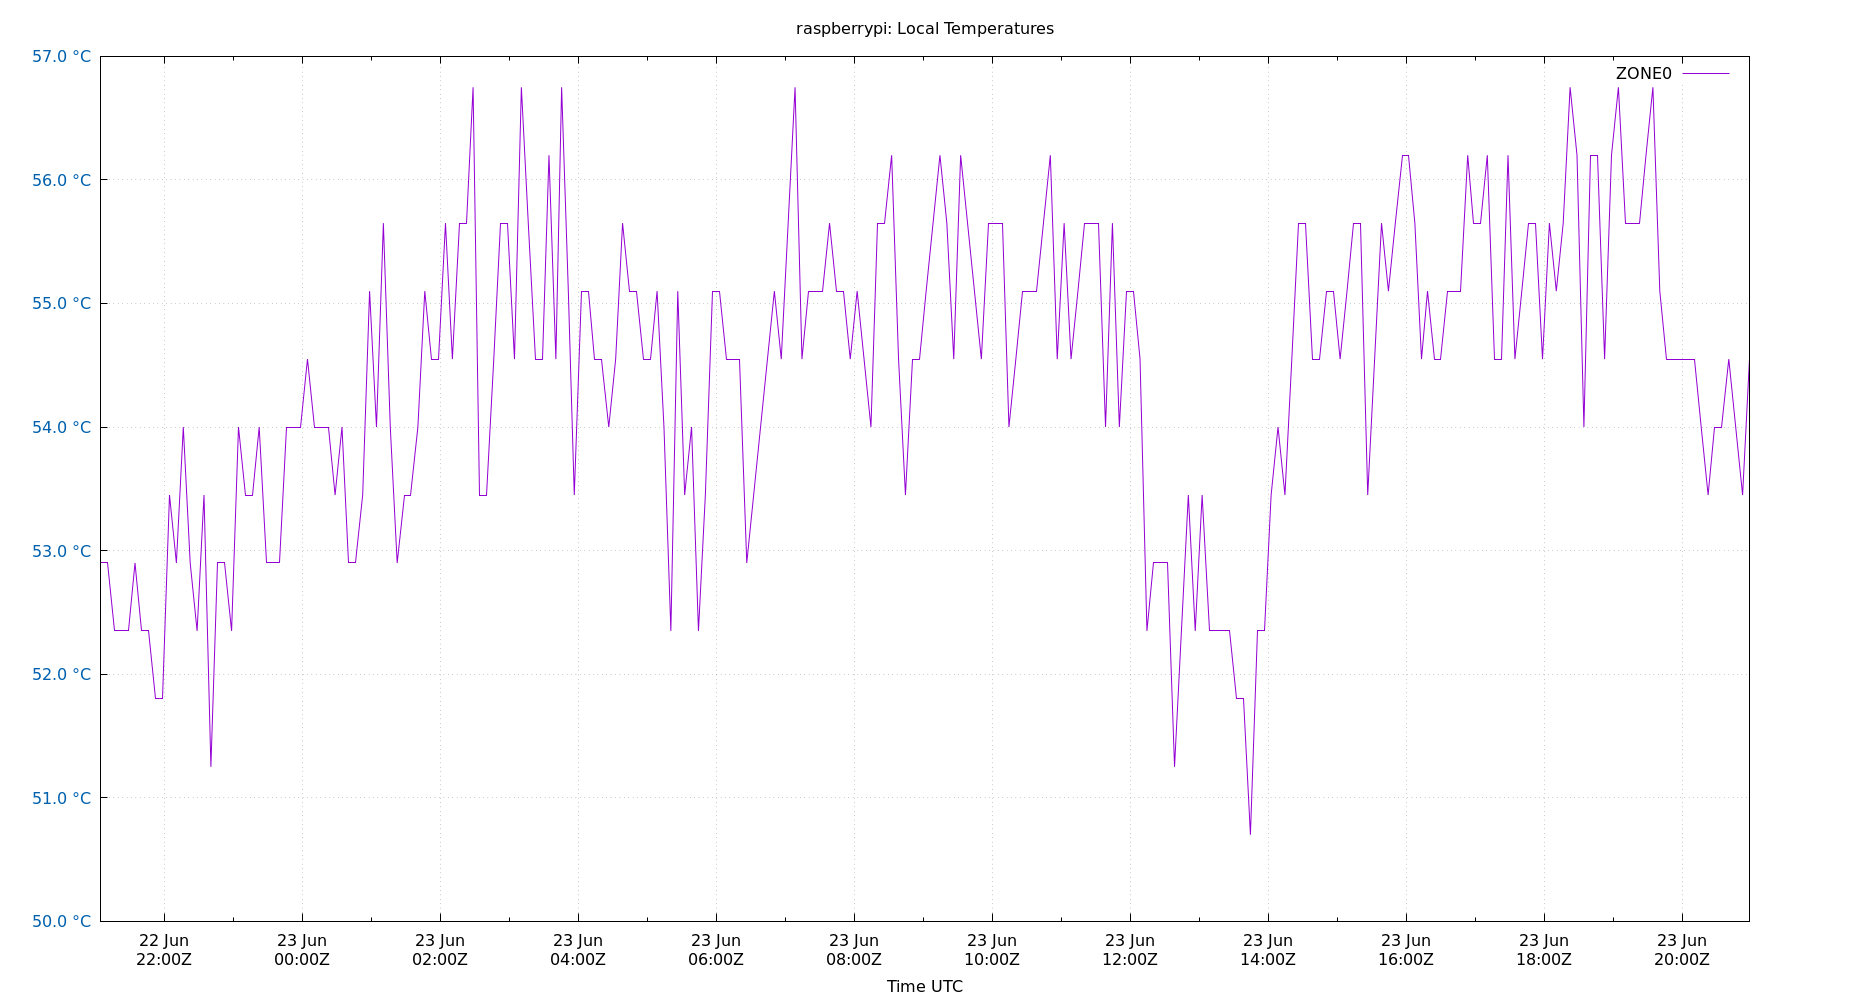 raspberrypi: Local Temperatures
57.0 °C
56.0 °C
55.0 °C
54.0 °C
53.0 °C
52.0 °C
51.0 °C
50.0 °C
ZONE0
22 Jun 23 Jun 23 Jun 23 Jun 23 Jun 23 Jun 23 Jun 23 Jun 23 Jun 23 Jun 23 Jun 23 Jun
22:00Z 00:00Z 02:00Z 04:00Z 06:00Z 08:00Z 10:00Z 12:00Z 14:00Z 16:00Z 18:00Z 20:00Z
Time UTC